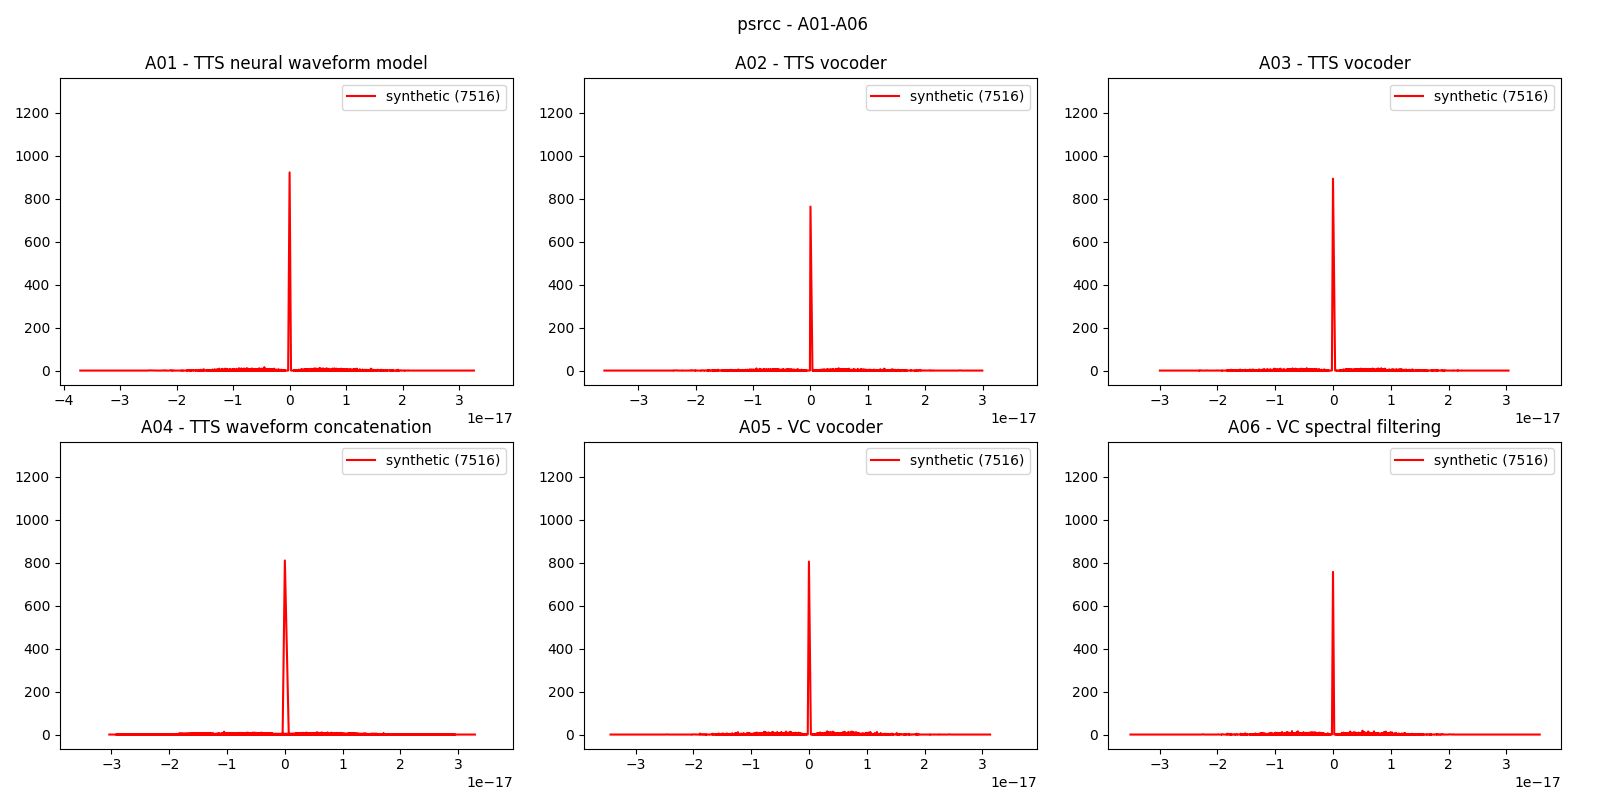 psrcc - A01-A06
A01 - TTS neural waveform model
synthetic (7516)
1200
1000
800
600
400
200
0
−4 −3 −2 −1 0 1 2 3
1e−17
A02 - TTS vocoder
synthetic (7516)
1200
1000
800
600
400
200
0
−3 −2 −1 0 1 2 3
1e−17
A03 - TTS vocoder
synthetic (7516)
1200
1000
800
600
400
200
0
−3 −2 −1 0 1 2 3
1e−17
A04 - TTS waveform concatenation
synthetic (7516)
1200
1000
800
600
400
200
0
−3 −2 −1 0 1 2 3
1e−17
A05 - VC vocoder
synthetic (7516)
1200
1000
800
600
400
200
0
−3 −2 −1 0 1 2 3
1e−17
A06 - VC spectral filtering
synthetic (7516)
1200
1000
800
600
400
200
0
−3 −2 −1 0 1 2 3
1e−17